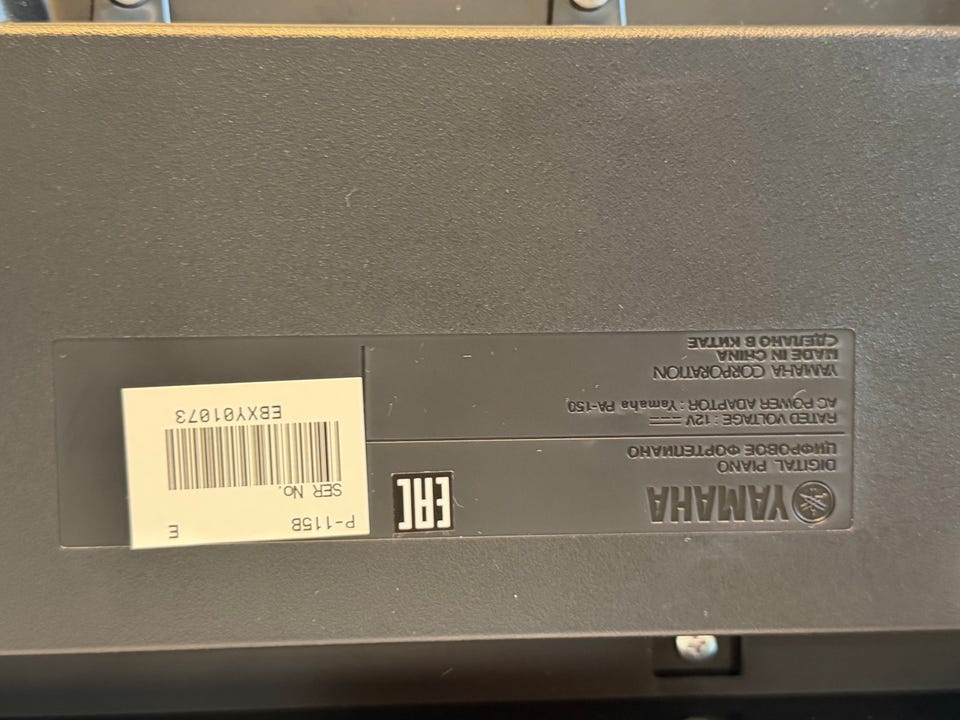 YAMAHA
DIGITAL PIANO
ЦИФРОВОЕ ФОРТЕПИАНО
RATED VOLTAGE : 12V
AC POWER ADAPTOR : Yamaha PA-150
YAMAHA CORPORATION
MADE IN CHINA
СДЕЛАНО В КИТАЕ
EAC
P-115B E
SER No.
EBXY01073